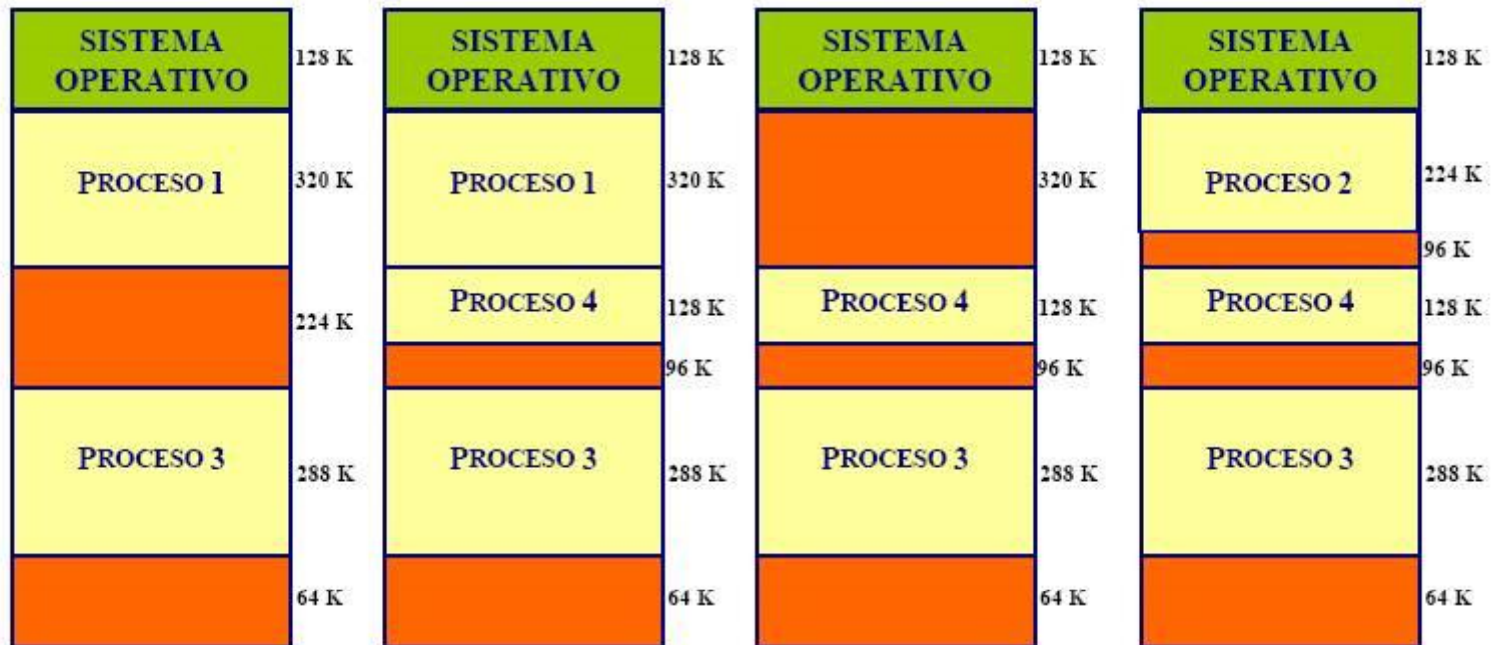 SISTEMA
OPERATIVO
128 K
PROCESO 1
320 K
224 K
PROCESO 3
288 K
64 K
SISTEMA
OPERATIVO
128 K
PROCESO 1
320 K
PROCESO 4
128 K
96 K
PROCESO 3
288 K
64 K
SISTEMA
OPERATIVO
128 K
320 K
PROCESO 4
128 K
96 K
PROCESO 3
288 K
64 K
SISTEMA
OPERATIVO
128 K
PROCESO 2
224 K
96 K
PROCESO 4
128 K
96 K
PROCESO 3
288 K
64 K